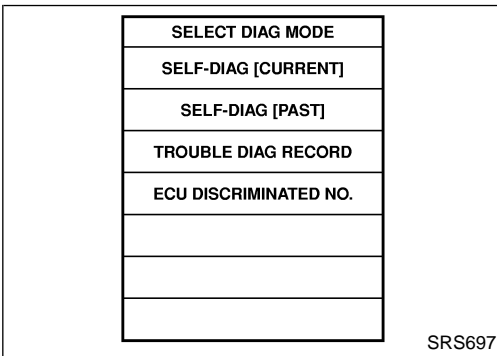 SELECT DIAG MODE
SELF-DIAG [CURRENT]
SELF-DIAG [PAST]
TROUBLE DIAG RECORD
ECU DISCRIMINATED NO.
SRS697